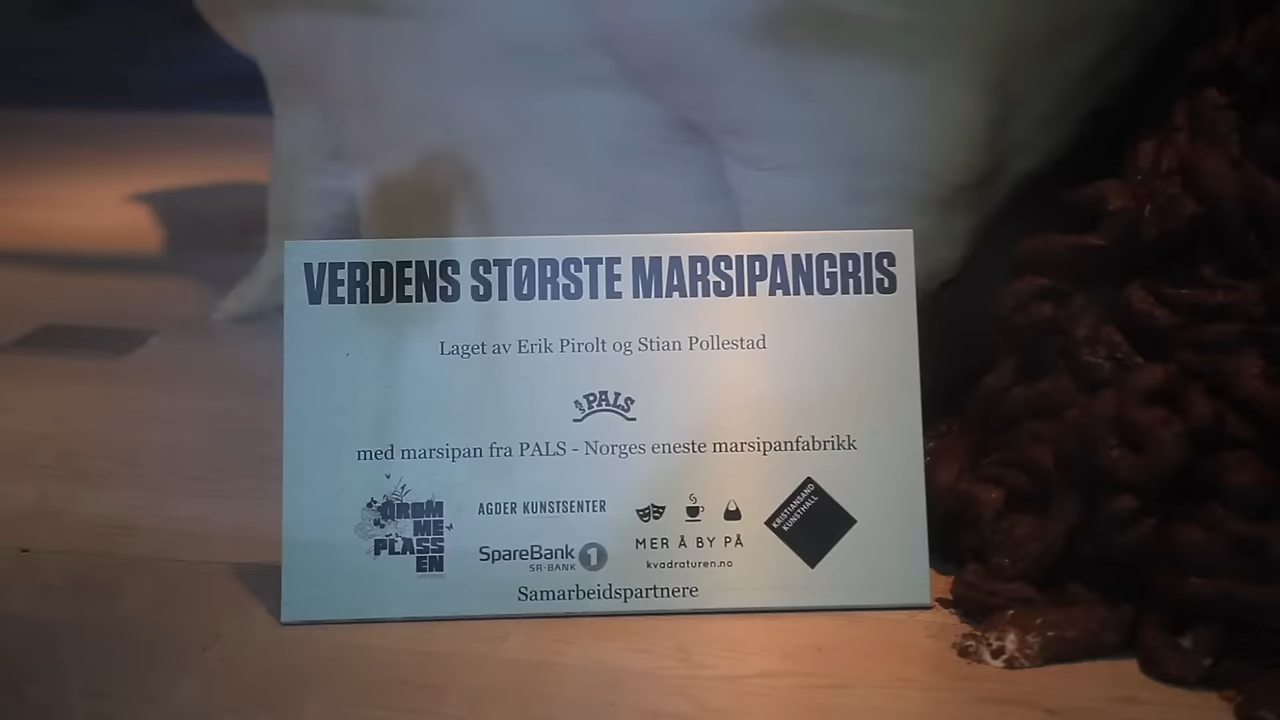 VERDENS STØRSTE MARSIPANGRIS
Laget av Erik Pirolt og Stian Pollestad
PALS
med marsipan fra PALS - Norges eneste marsipanfabrikk
DRØM
ME
PLASS
EN
AGDER KUNSTSENTER
SpareBank 1
SR-BANK
MER Å BY PÅ
kvadraturen.no
KRISTIANSAND
KUNSTHALL
Samarbeidspartnere